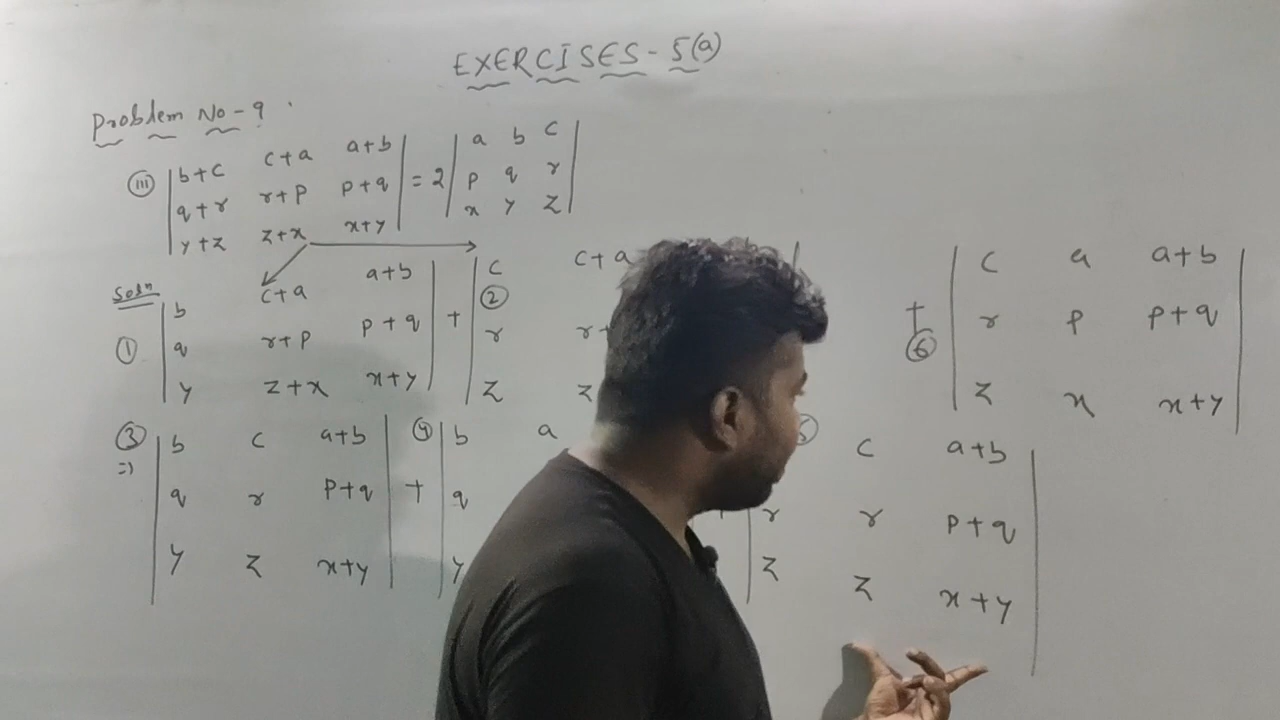 EXERCISES-5(a)
Problem No-9.
(iii) | b+c c+a a+b | = 2 | a b c |
| q+r r+p p+q | | p q r |
| y+z z+x x+y | | x y z |
Soln
(1) | b c+a a+b | + (2) | c c+a
| q r+p p+q | | r
| y z+x x+y | | z z
(3) => | b c a+b | + (4) | b a
| q r p+q | | q
| y z x+y | | y
c a+b |
| r r p+q |
| z z x+y |
+ (6) | c a a+b |
| r p p+q |
| z x x+y |